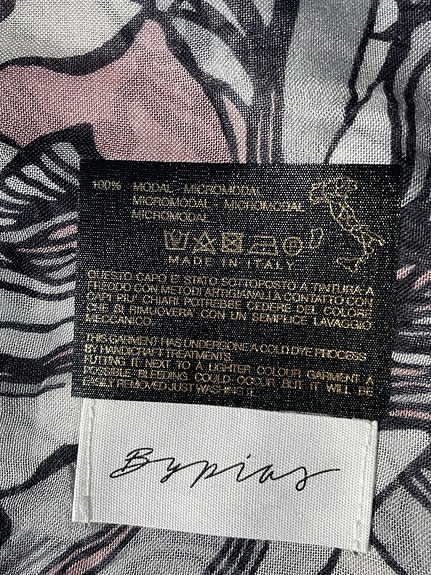 100% MODAL MICROMODAL
MICROMODAL MICROMODAL
MICROMODAL
MADE IN ITALY
QUESTO CAPO E' STATO SOTTOPOSTO A TINTURA A
FREDDO CON METODI ARTIGIANALI A CONTATTO CON
CAPI PIU' CHIARI POTREBBE CEDERE DEL COLORE
CHE SI RIMUOVERA' CON UN SEMPLICE LAVAGGIO
MECCANICO.
THIS GARMENT HAS UNDERGONE A COLD DYE PROCESS
BY HANDICRAFT TREATMENTS.
PUTTING IT NEXT TO A LIGHTER COLOUR GARMENT A
POSSIBLE BLEEDING COULD OCCUR BUT IT WILL BE
EASILY REMOVED JUST WASHING IT.
Bypias